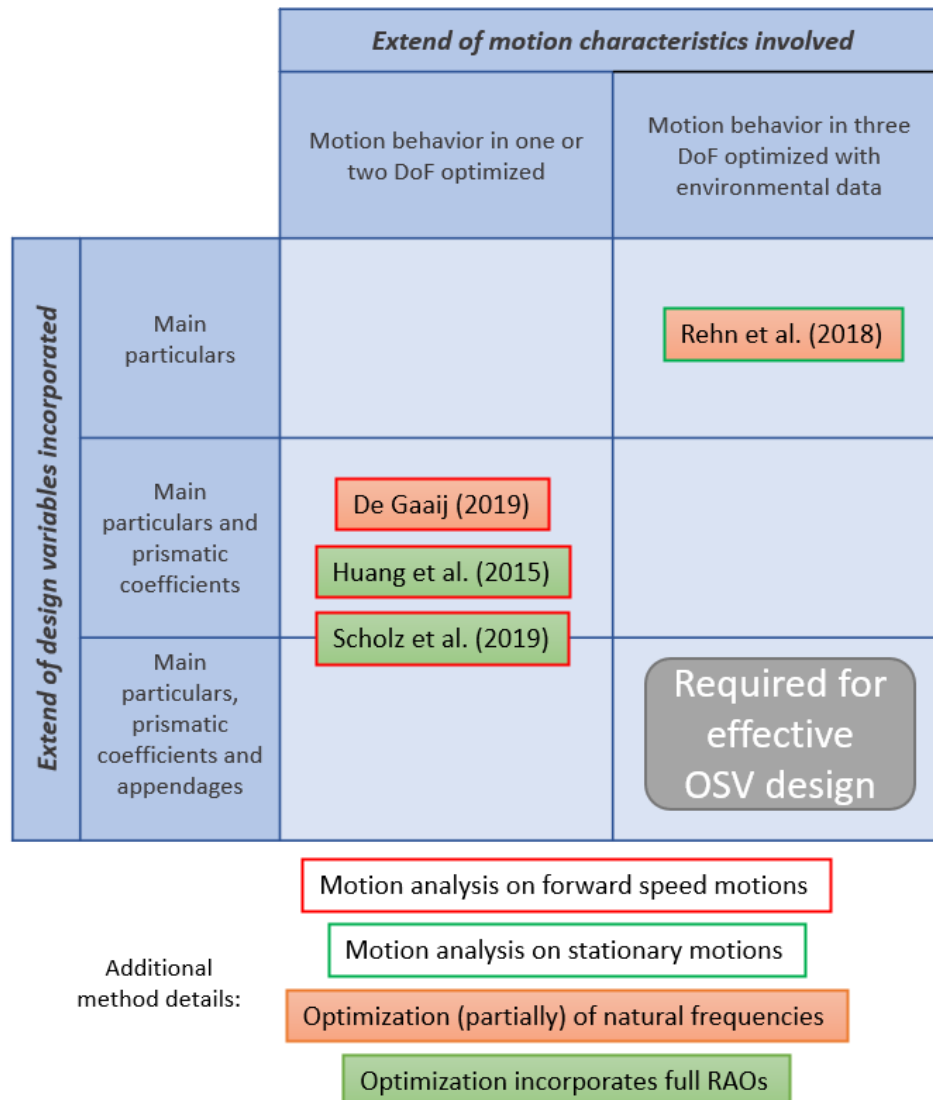 Extend of motion characteristics involved
Motion behavior in one or
two DoF optimized
Motion behavior in three
DoF optimized with
environmental data
Extend of design variables incorporated
Main
particulars
Rehn et al. (2018)
Main
particulars and
prismatic
coefficients
De Gaaij (2019)
Huang et al. (2015)
Scholz et al. (2019)
Main
particulars,
prismatic
coefficients and
appendages
Required for
effective
OSV design
Additional
method details:
Motion analysis on forward speed motions
Motion analysis on stationary motions
Optimization (partially) of natural frequencies
Optimization incorporates full RAOs